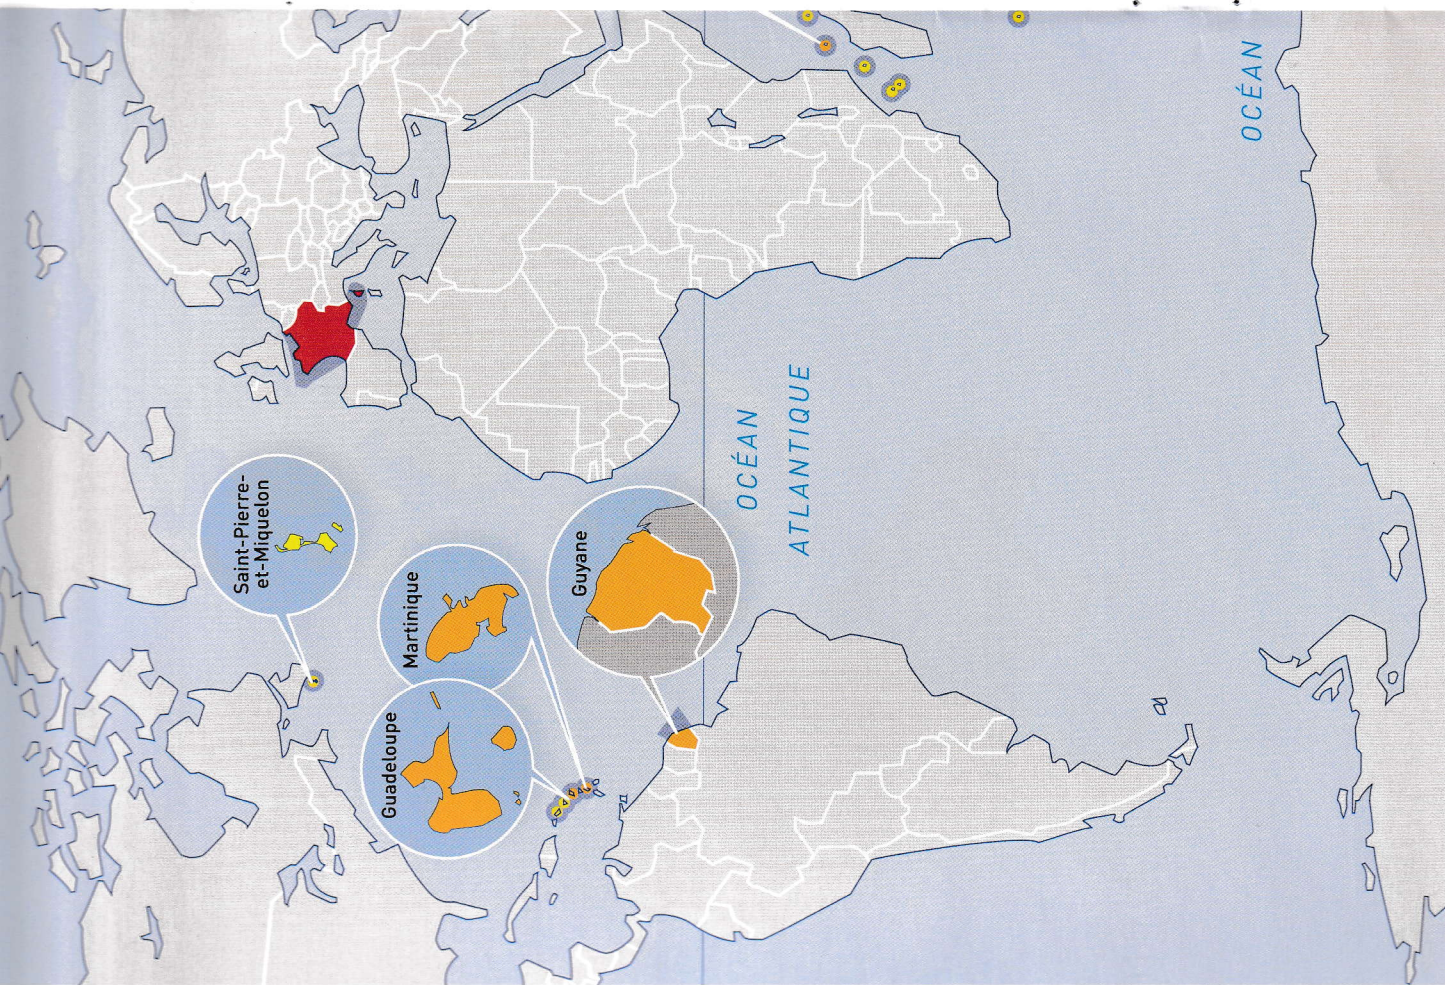 Saint-Pierre-
et-Miquelon
Martinique
Guadeloupe
Guyane
OCÉAN
ATLANTIQUE
OCÉAN